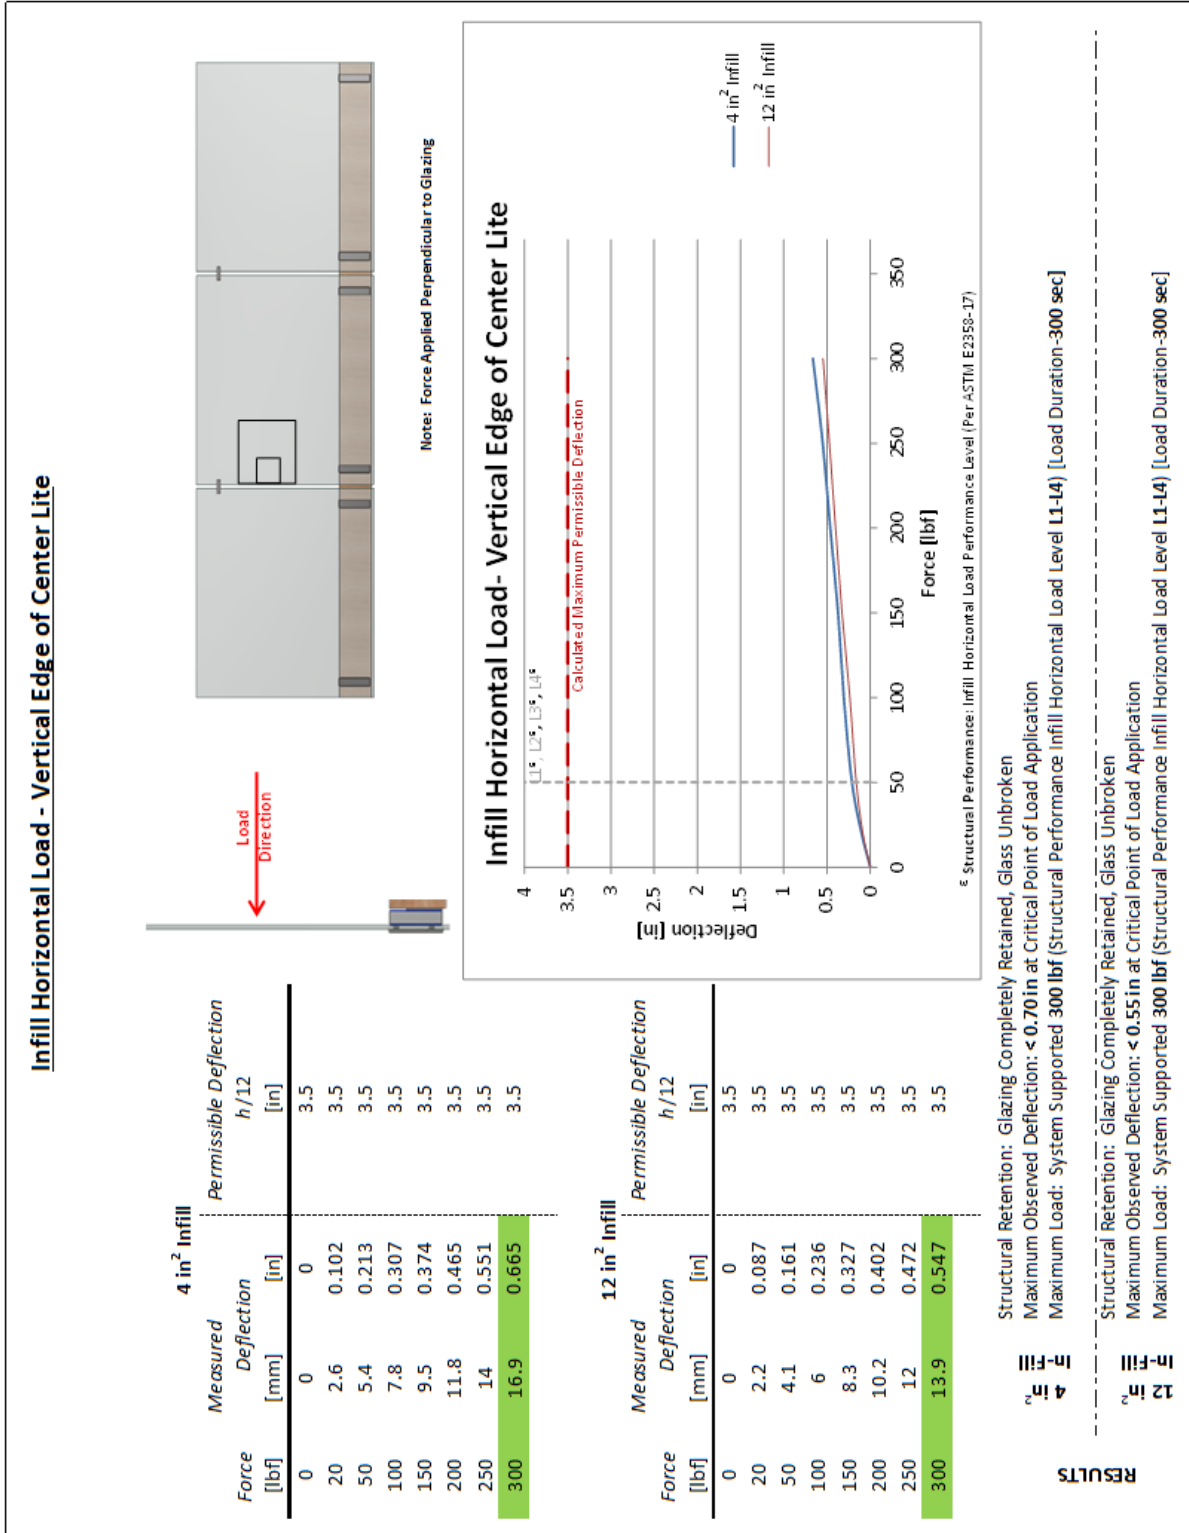 Infill Horizontal Load - Vertical Edge of Center Lite
4 in² Infill
Force Measured Deflection Permissible Deflection
h/12
[lbf] [mm] [in] [in]
0 0 0 3.5
20 2.6 0.102 3.5
50 5.4 0.213 3.5
100 7.8 0.307 3.5
150 9.5 0.374 3.5
200 11.8 0.465 3.5
250 14 0.551 3.5
300 16.9 0.665 3.5
12 in² Infill
Force Measured Deflection Permissible Deflection
h/12
[lbf] [mm] [in] [in]
0 0 0 3.5
20 2.2 0.087 3.5
50 4.1 0.161 3.5
100 6 0.236 3.5
150 8.3 0.327 3.5
200 10.2 0.402 3.5
250 12 0.472 3.5
300 13.9 0.547 3.5
Load
Direction
Note: Force Applied Perpendicular to Glazing
Infill Horizontal Load- Vertical Edge of Center Lite
L1ᵋ, L2ᵋ, L3ᵋ, L4ᵋ
Calculated Maximum Permissible Deflection
Deflection [in]
4
3.5
3
2.5
2
1.5
1
0.5
0
0 50 100 150 200 250 300 350
Force [lbf]
4 in² Infill
12 in² Infill
ᵋ Structural Performance: Infill Horizontal Load Performance Level (Per ASTM E2358-17)
RESULTS
4 in²
In-Fill
Structural Retention: Glazing Completely Retained, Glass Unbroken
Maximum Observed Deflection: < 0.70 in at Critical Point of Load Application
Maximum Load: System Supported 300 lbf (Structural Performance Infill Horizontal Load Level L1-L4) [Load Duration-300 sec]
12 in²
In-Fill
Structural Retention: Glazing Completely Retained, Glass Unbroken
Maximum Observed Deflection: < 0.55 in at Critical Point of Load Application
Maximum Load: System Supported 300 lbf (Structural Performance Infill Horizontal Load Level L1-L4) [Load Duration-300 sec]